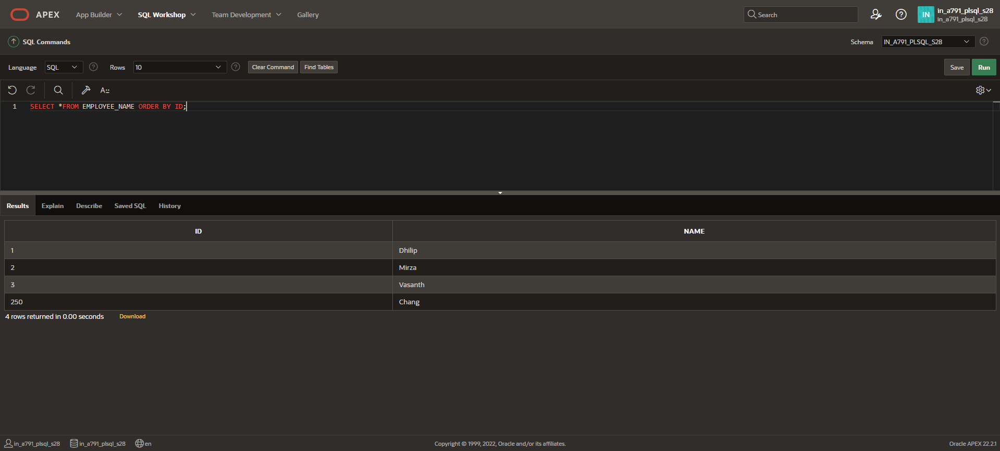 APEX App Builder SQL Workshop Team Development Gallery Search IN in_a791_plsql_s28
in_a791_plsql_s28
SQL Commands Schema IN_A791_PLSQL_S28
Language SQL Rows 10 Clear Command Find Tables Save Run
A::
1 SELECT *FROM EMPLOYEE_NAME ORDER BY ID;
Results Explain Describe Saved SQL History
ID NAME
1 Dhilip
2 Mirza
3 Vasanth
250 Chang
4 rows returned in 0.00 seconds Download
in_a791_plsql_s28 in_a791_plsql_s28 en Copyright © 1999, 2022, Oracle and/or its affiliates. Oracle APEX 22.2.1